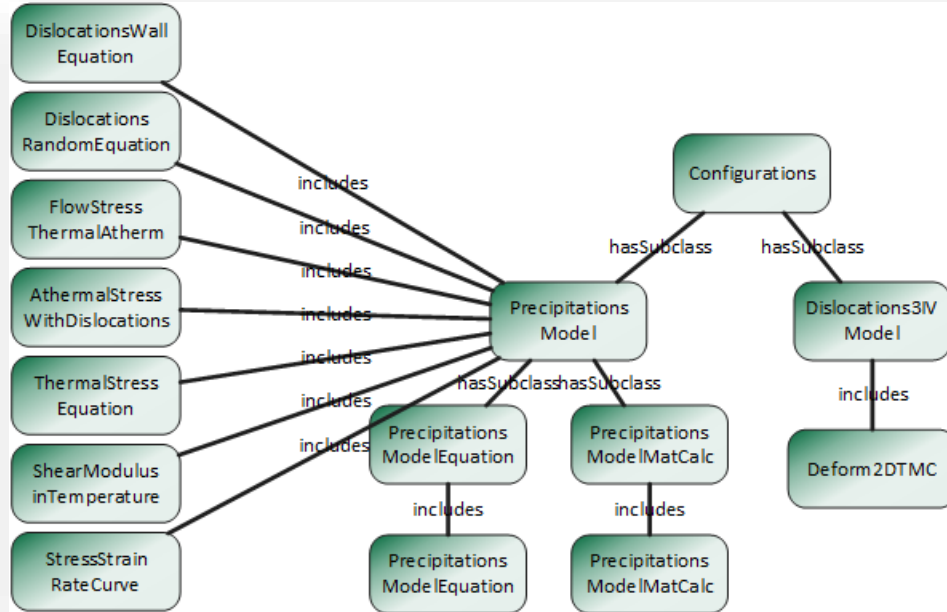 DislocationsWall
Equation
Dislocations
RandomEquation
FlowStress
ThermalAtherm
AthermalStress
WithDislocations
ThermalStress
Equation
ShearModulus
inTemperature
StressStrain
RateCurve
includes
includes
includes
includes
includes
includes
includes
Configurations
hasSubclass
hasSubclass
Precipitations
Model
Dislocations3IV
Model
hasSubclass
hasSubclass
includes
Precipitations
ModelEquation
Precipitations
ModelMatCalc
Deform2DTMC
includes
includes
Precipitations
ModelEquation
Precipitations
ModelMatCalc